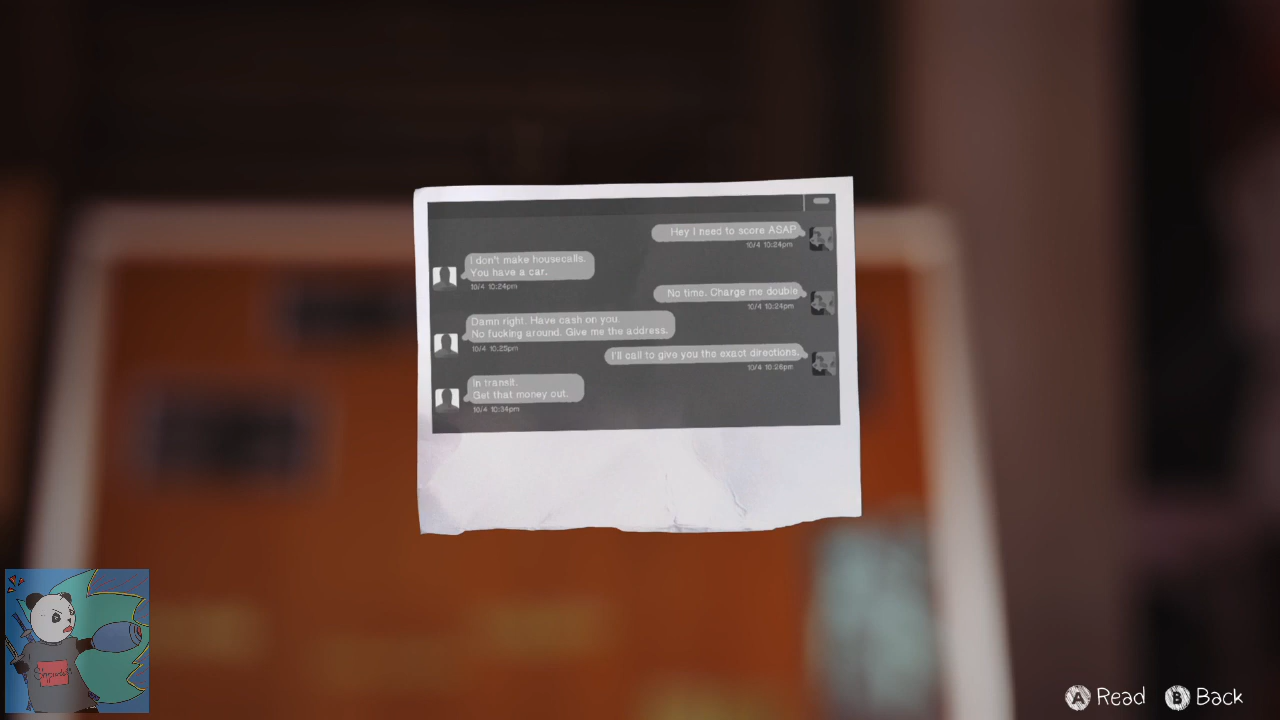 Hey I need to score ASAP
10/4 10:24pm
I don't make housecalls.
You have a car.
10/4 10:24pm
No time. Charge me double
10/4 10:24pm
Damn right. Have cash on you.
No fucking around. Give me the address.
10/4 10:25pm
I'll call to give you the exact directions.
10/4 10:26pm
In transit.
Get that money out.
10/4 10:34pm
A Read B Back